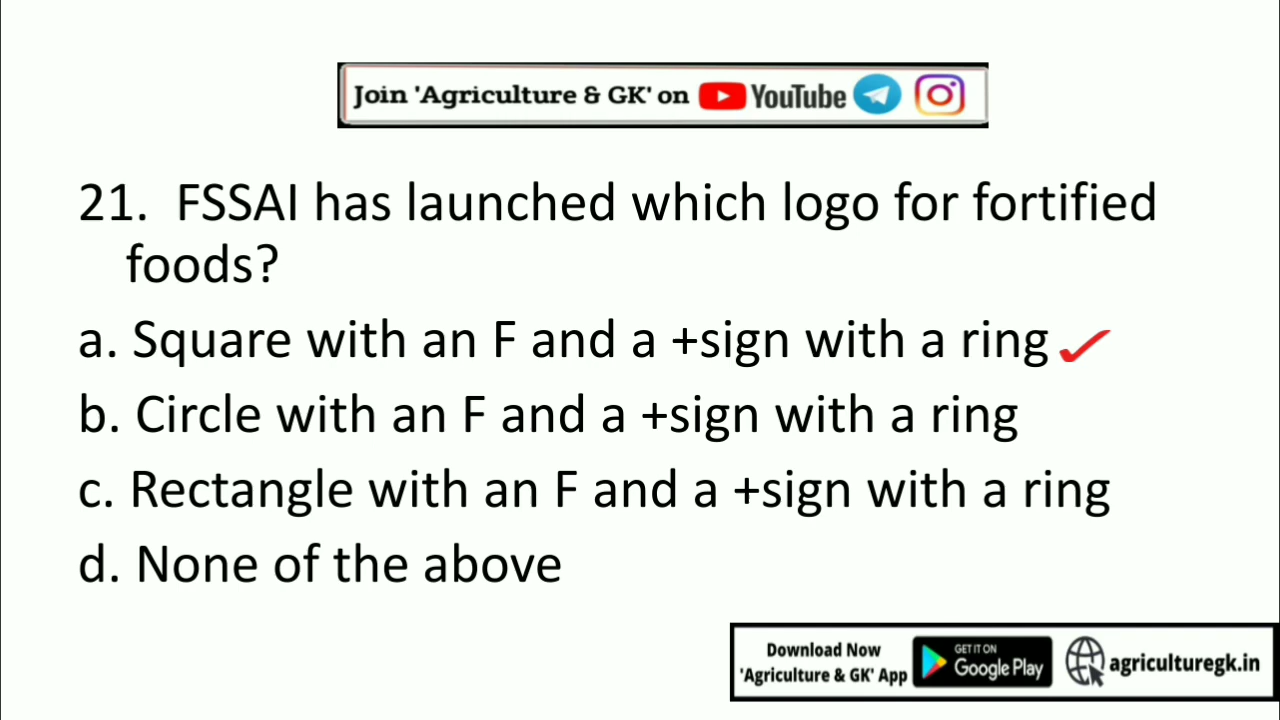 Join 'Agriculture & GK' on YouTube
21. FSSAI has launched which logo for fortified
foods?
a. Square with an F and a +sign with a ring
b. Circle with an F and a +sign with a ring
c. Rectangle with an F and a +sign with a ring
d. None of the above
Download Now
'Agriculture & GK' App
GET IT ON
Google Play
agriculturegk.in